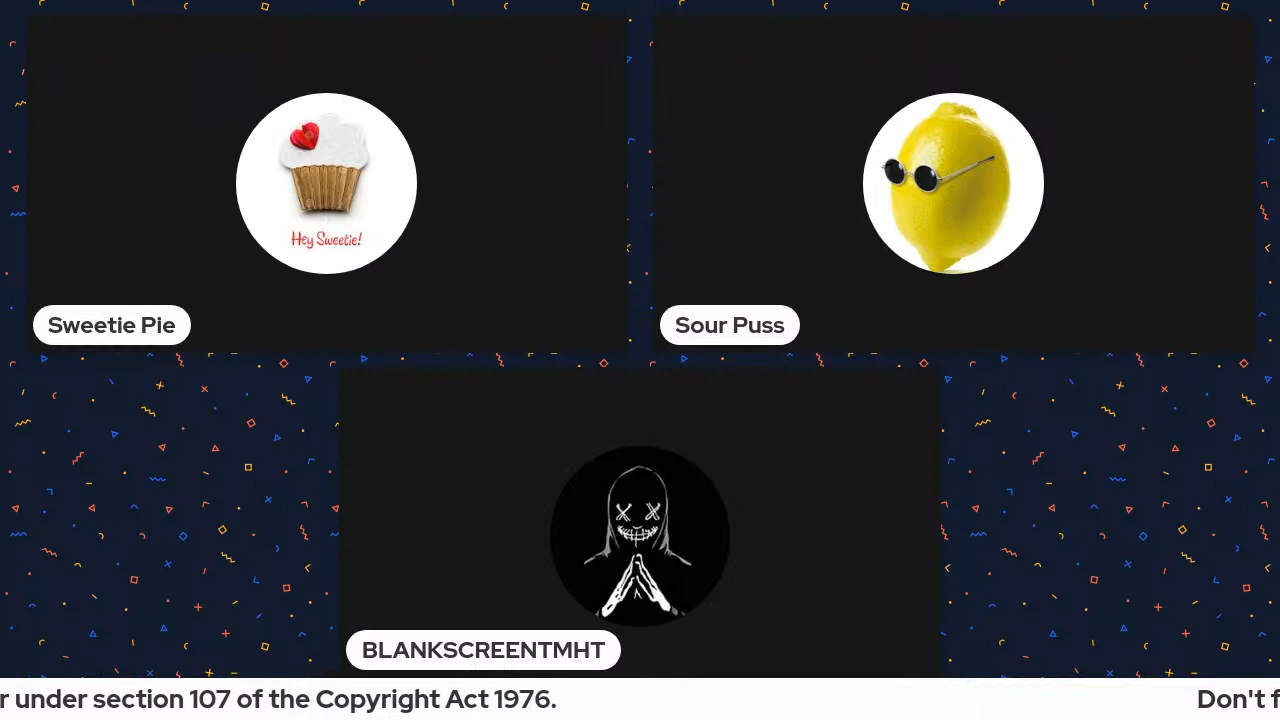 Hey Sweetie!
Sweetie Pie
Sour Puss
BLANKSCREENTMHT
under section 107 of the Copyright Act 1976.
Don't